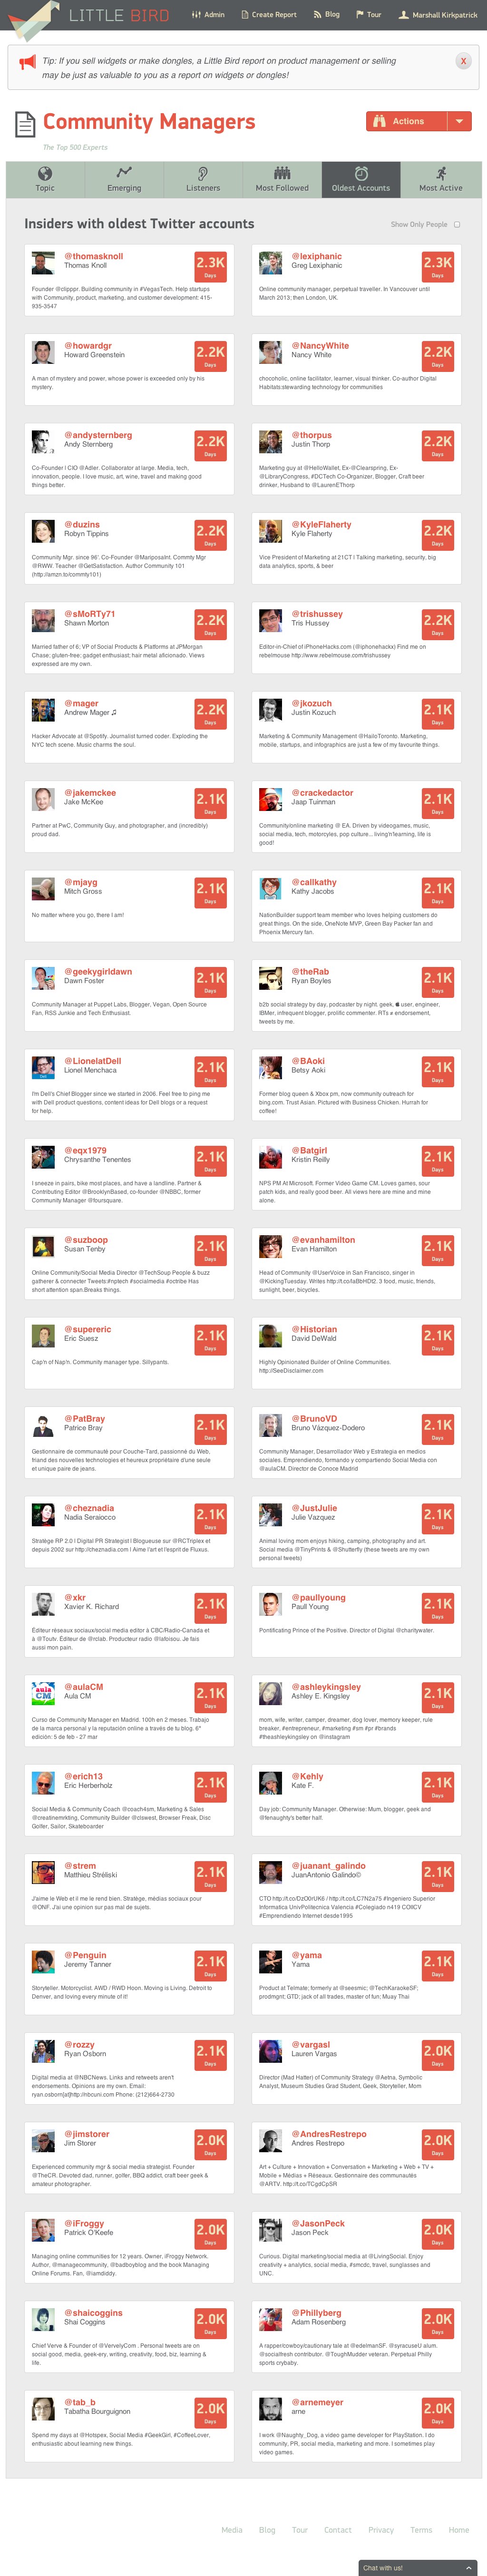 LITTLE BIRD
Admin
Create Report
Blog
Tour
Marshall Kirkpatrick
Tip: If you sell widgets or make dongles, a Little Bird report on product management or selling
may be just as valuable to you as a report on widgets or dongles!
X
Community Managers
Actions
The Top 500 Experts
Topic
Emerging
Listeners
Most Followed
Oldest Accounts
Most Active
Insiders with oldest Twitter accounts
Show Only People
@thomasknoll
Thomas Knoll
2.3K
Days
Founder @clipppr. Building community in #VegasTech. Help startups
with Community, product, marketing, and customer development: 415-
935-3547
@lexiphanic
Greg Lexiphanic
2.3K
Days
Online community manager, perpetual traveller. In Vancouver until
March 2013; then London, UK.
@howardgr
Howard Greenstein
2.2K
Days
A man of mystery and power, whose power is exceeded only by his
mystery.
@NancyWhite
Nancy White
2.2K
Days
chocoholic, online facilitator, learner, visual thinker. Co-author Digital
Habitats:stewarding technology for communities
@andysternberg
Andy Sternberg
2.2K
Days
Co-Founder | CIO @Adler. Collaborator at large. Media, tech,
innovation, people. I love music, art, wine, travel and making good
things better.
@thorpus
Justin Thorp
2.2K
Days
Marketing guy at @HelloWallet, Ex-@Clearspring, Ex-
@LibraryCongress, #DCTech Co-Organizer, Blogger, Craft beer
drinker, Husband to @LaurenEThorp
@duzins
Robyn Tippins
2.2K
Days
Community Mgr. since 96'. Co-Founder @MariposaInt. Commty Mgr
@RWW. Teacher @GetSatisfaction. Author Community 101
(http://amzn.to/commty101)
@KyleFlaherty
Kyle Flaherty
2.2K
Days
Vice President of Marketing at 21CT I Talking marketing, security, big
data analytics, sports, & beer
@sMoRTy71
Shawn Morton
2.2K
Days
Married father of 6; VP of Social Products & Platforms at JPMorgan
Chase; gluten-free; gadget enthusiast; hair metal aficionado. Views
expressed are my own.
@trishussey
Tris Hussey
2.2K
Days
Editor-in-Chief of iPhoneHacks.com (@iphonehacks) Find me on
rebelmouse http://www.rebelmouse.com/trishussey
@mager
Andrew Mager ♫
2.2K
Days
Hacker Advocate at @Spotify. Journalist turned coder. Exploding the
NYC tech scene. Music charms the soul.
@jkozuch
Justin Kozuch
2.1K
Days
Marketing & Community Management @HailoToronto. Marketing,
mobile, startups, and infographics are just a few of my favourite things.
@jakemckee
Jake McKee
2.1K
Days
Partner at PwC, Community Guy, and photographer, and (incredibly)
proud dad.
@crackedactor
Jaap Tuinman
2.1K
Days
Community/online marketing @ EA. Driven by videogames, music,
social media, tech, motorcyles, pop culture... living'n'learning, life is
good!
@mjayg
Mitch Gross
2.1K
Days
No matter where you go, there I am!
@callkathy
Kathy Jacobs
2.1K
Days
NationBuilder support team member who loves helping customers do
great things. On the side, OneNote MVP, Green Bay Packer fan and
Phoenix Mercury fan.
@geekygirldawn
Dawn Foster
2.1K
Days
Community Manager at Puppet Labs, Blogger, Vegan, Open Source
Fan, RSS Junkie and Tech Enthusiast.
@theRab
Ryan Boyles
2.1K
Days
b2b social strategy by day, podcaster by night: geek, user, engineer,
IBMer, infrequent blogger, prolific commenter. RTs ≠ endorsement,
tweets by me.
@LionelatDell
Lionel Menchaca
2.1K
Days
I'm Dell's Chief Blogger since we started in 2006. Feel free to ping me
with Dell product questions, content ideas for Dell blogs or a request
for help.
@BAoki
Betsy Aoki
2.1K
Days
Former blog queen & Xbox pm, now community outreach for
bing.com. Trust Asian. Pictured with Business Chicken. Hurrah for
coffee!
@eqx1979
Chrysanthe Tenentes
2.1K
Days
I sneeze in pairs, bike most places, and have a landline. Partner &
Contributing Editor @BrooklynBased, co-founder @NBBC, former
Community Manager @foursquare.
@Batgirl
Kristin Reilly
2.1K
Days
NPS PM At Microsoft. Former Video Game CM. Loves games, sour
patch kids, and really good beer. All views here are mine and mine
alone.
@suzboop
Susan Tenby
2.1K
Days
Online Community/Social Media Director @TechSoup People & buzz
gatherer & connecter Tweets:#nptech #socialmedia #octribe Has
short attention span.Breaks things.
@evanhamilton
Evan Hamilton
2.1K
Days
Head of Community @UserVoice in San Francisco, singer in
@KickingTuesday. Writes http://t.co/IaBbHDt2. 3 food, music, friends,
sunlight, beer, bicycles.
@supereric
Eric Suesz
2.1K
Days
Cap'n of Nap'n. Community manager type. Sillypants.
@Historian
David DeWald
2.1K
Days
Highly Opinionated Builder of Online Communities.
http://SeeDisclaimer.com
@PatBray
Patrice Bray
2.1K
Days
Gestionnaire de communauté pour Couche-Tard, passionné du Web,
friand des nouvelles technologies et heureux propriétaire d'une seule
et unique paire de jeans.
@BrunoVD
Bruno Vázquez-Dodero
2.1K
Days
Community Manager, Desarrollador Web y Estrategia en medios
sociales. Emprendiendo, formando y compartiendo Social Media con
@aulaCM. Director de Conoce Madrid
@cheznadia
Nadia Seraiocco
2.1K
Days
Stratège RP 2.0 I Digital PR Strategist I Blogueuse sur @RCTriplex et
depuis 2002 sur http://cheznadia.com I Aime l'art et l'esprit de Fluxus.
@JustJulie
Julie Vazquez
2.1K
Days
Animal loving mom enjoys hiking, camping, photography and art.
Social media @TinyPrints & @Shutterfly (these tweets are my own
personal tweets)
@xkr
Xavier K. Richard
2.1K
Days
Éditeur réseaux sociaux/social media editor à CBC/Radio-Canada et
à @Toutv. Éditeur de @rclab. Producteur radio @lafoisou. Je fais
aussi mon pain.
@paullyoung
Paull Young
2.1K
Days
Pontificating Prince of the Positive. Director of Digital @charitywater.
aula
CM
@aulaCM
Aula CM
2.1K
Days
Curso de Community Manager en Madrid. 100h en 2 meses. Trabajo
de la marca personal y la reputación online a través de tu blog. 6ª
edición: 5 de feb - 27 mar
@ashleykingsley
Ashley E. Kingsley
2.1K
Days
mom, wife, writer, camper, dreamer, dog lover, memory keeper, rule
breaker, #entrepreneur, #marketing #sm #pr #brands
#theashleykingsley on @instagram
@erich13
Eric Herberholz
2.1K
Days
Social Media & Community Coach @coach4sm, Marketing & Sales
@creatinemrkting, Community Builder @ciswest, Browser Freak, Disc
Golfer, Sailor, Skateboarder
@Kehly
Kate F.
2.1K
Days
Day job: Community Manager. Otherwise: Mum, blogger, geek and
@fenaughty's better half.
@strem
Matthieu Stréliski
2.1K
Days
J'aime le Web et il me le rend bien. Stratège, médias sociaux pour
@ONF. J'ai une opinion sur pas mal de sujets.
@juanant_galindo
JuanAntonio Galindo©
2.1K
Days
CTO http://t.co/DzO0rUK6 / http://t.co/LC7N2a75 #Ingeniero Superior
Informatica UnivPolitecnica Valencia #Colegiado n419 COIICV
#Emprendiendo Internet desde1995
@Penguin
Jeremy Tanner
2.1K
Days
Storyteller. Motorcyclist. AWD / RWD Hoon. Moving is Living. Detroit to
Denver, and loving every minute of it!
@yama
Yama
2.1K
Days
Product at Telmate; formerly at @seesmic; @TechKaraokeSF;
prodmgnt; GTD; jack of all trades, master of fun; Muay Thai
@rozzy
Ryan Osborn
2.1K
Days
Digital media at @NBCNews. Links and retweets aren't
endorsements. Opinions are my own. Email:
ryan.osborn[at]http://nbcuni.com Phone: (212)664-2730
@vargasl
Lauren Vargas
2.0K
Days
Director (Mad Hatter) of Community Strategy @Aetna, Symbolic
Analyst, Museum Studies Grad Student, Geek, Storyteller, Mom
@jimstorer
Jim Storer
2.0K
Days
Experienced community mgr & social media strategist. Founder
@TheCR. Devoted dad, runner, golfer, BBQ addict, craft beer geek &
amateur photographer.
@AndresRestrepo
Andres Restrepo
2.0K
Days
Art + Culture + Innovation + Conversation + Marketing + Web + TV +
Mobile + Médias + Réseaux. Gestionnaire des communautés
@ARTV. http://t.co/TCgdCpSR
@iFroggy
Patrick O'Keefe
2.0K
Days
Managing online communities for 12 years. Owner, iFroggy Network.
Author, @managecommunity, @badboyblog and the book Managing
Online Forums. Fan, @iamdiddy.
@JasonPeck
Jason Peck
2.0K
Days
Curious. Digital marketing/social media at @LivingSocial. Enjoy
creativity + analytics, social media, #smcdc, travel, sunglasses and
UNC.
@shaicoggins
Shai Coggins
2.0K
Days
Chief Verve & Founder of @VervelyCom . Personal tweets are on
social good, media, geek-ery, writing, creativity, food, biz, learning &
life.
@Phillyberg
Adam Rosenberg
2.0K
Days
A rapper/cowboy/cautionary tale at @edelmanSF, @syracuseU alum.
@socialfresh contributor. @ToughMudder veteran. Perpetual Philly
sports crybaby.
@tab_b
Tabatha Bourguignon
2.0K
Days
Spend my days at @Hotspex, Social Media #GeekGirl, #CoffeeLover,
enthusiastic about learning new things.
@arnemeyer
arne
2.0K
Days
I work @Naughty_Dog, a video game developer for PlayStation. I do
community, PR, social media, marketing and more. I sometimes play
video games.
Media
Blog
Tour
Contact
Privacy
Terms
Home
Chat with us!